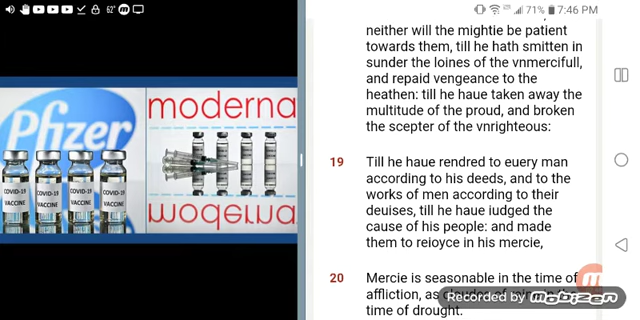 62°
71% 7:46 PM
Pfizer
COVID-19
VACCINE
COVID-19
VACCINE
COVID-19
VACCINE
COVID-19
VACCINE
moderna
moderna
neither will the mightie be patient
towards them, till he hath smitten in
sunder the loines of the vnmercifull,
and repaid vengeance to the
heathen: till he haue taken away the
multitude of the proud, and broken
the scepter of the vnrighteous:
19 Till he haue rendred to euery man
according to his deeds, and to the
works of men according to their
deuises, till he haue iudged the
cause of his people: and made
them to reioyce in his mercie,
20 Mercie is seasonable in the time of
affliction, as
time of drought.
Recorded by mobizen